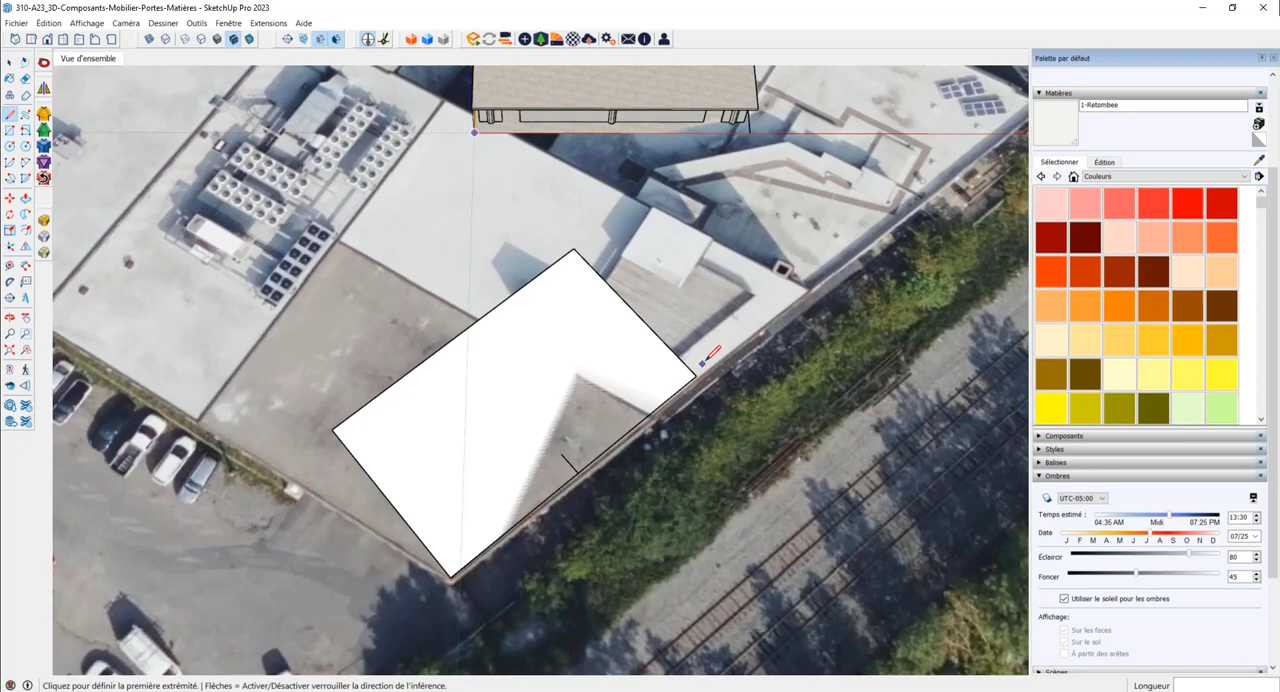 310-A23_3D-Composants-Mobilier-Portes-Matières - SketchUp Pro 2023
Fichier Édition Affichage Caméra Dessiner Outils Fenêtre Extensions Aide
Vue d'ensemble
Palette par défaut
Matières
1-Retombee
Sélectionner Édition
Couleurs
Composants
Styles
Balises
Ombres
UTC-05:00
Temps estimé : 13:30
04:35 AM Midi 07:25 PM
Date 07/25
J F M A M J J A S O N D
Éclaircir 80
Foncer 45
Utiliser le soleil pour les ombres
Affichage:
Sur les faces
Sur le sol
À partir des arêtes
Scènes
Cliquez pour définir la première extrémité. | Flèches = Activer/Désactiver verrouiller la direction de l'inférence. Longueur